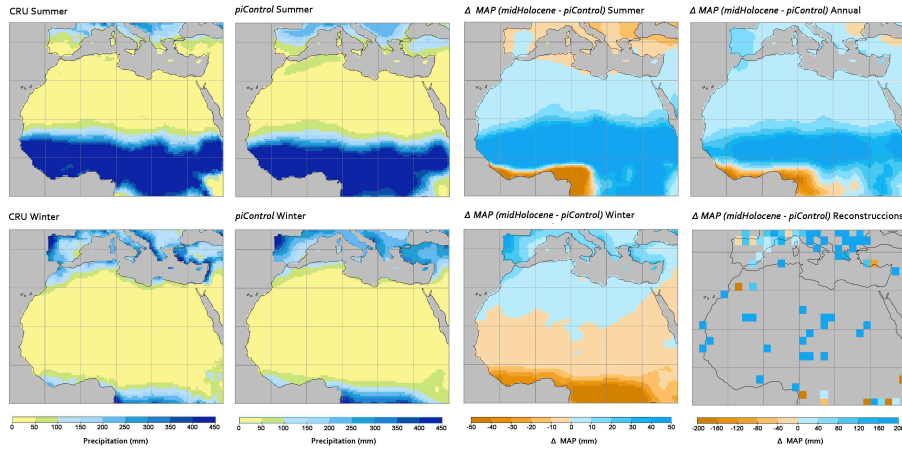 CRU Summer
piControl Summer
Δ MAP (midHolocene - piControl) Summer
Δ MAP (midHolocene - piControl) Annual
CRU Winter
piControl Winter
Δ MAP (midHolocene - piControl) Winter
Δ MAP (midHolocene - piControl) Reconstruccions
0 50 100 150 200 250 300 350 400 450
Precipitation (mm)
0 50 100 150 200 250 300 350 400 450
Precipitation (mm)
-50 -40 -30 -20 -10 0 10 20 30 40 50
Δ MAP (mm)
-200 -160 -120 -80 -40 0 40 80 120 160 200
Δ MAP (mm)